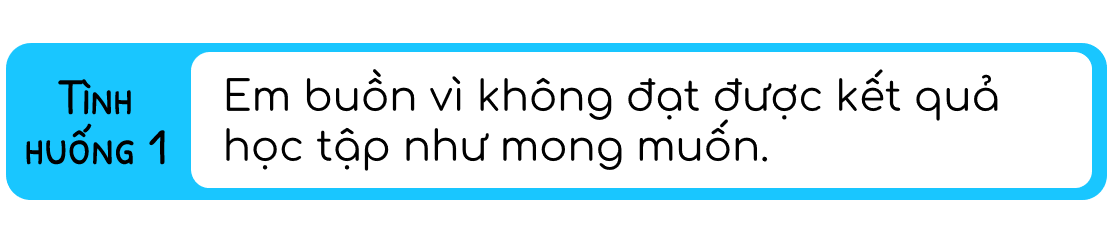 TÌNH
HUỐNG 1
Em buồn vì không đạt được kết quả
học tập như mong muốn.